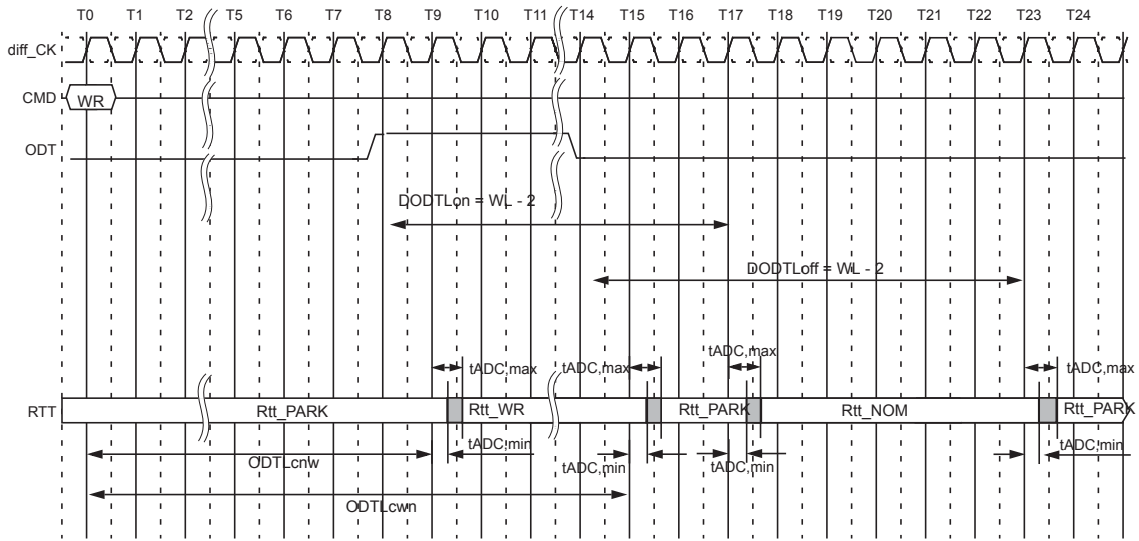 T0 T1 T2 T5 T6 T7 T8 T9 T10 T11 T14 T15 T16 T17 T18 T19 T20 T21 T22 T23 T24
diff_CK
CMD WR
ODT
DODTLon = WL - 2
DODTLoff = WL - 2
tADC,max
tADC,max tADC,max tADC,max
RTT Rtt_PARK Rtt_WR Rtt_PARK Rtt_NOM Rtt_PARK
tADC,min tADC,min
ODTLcnw tADC,min tADC,min
ODTLcwn